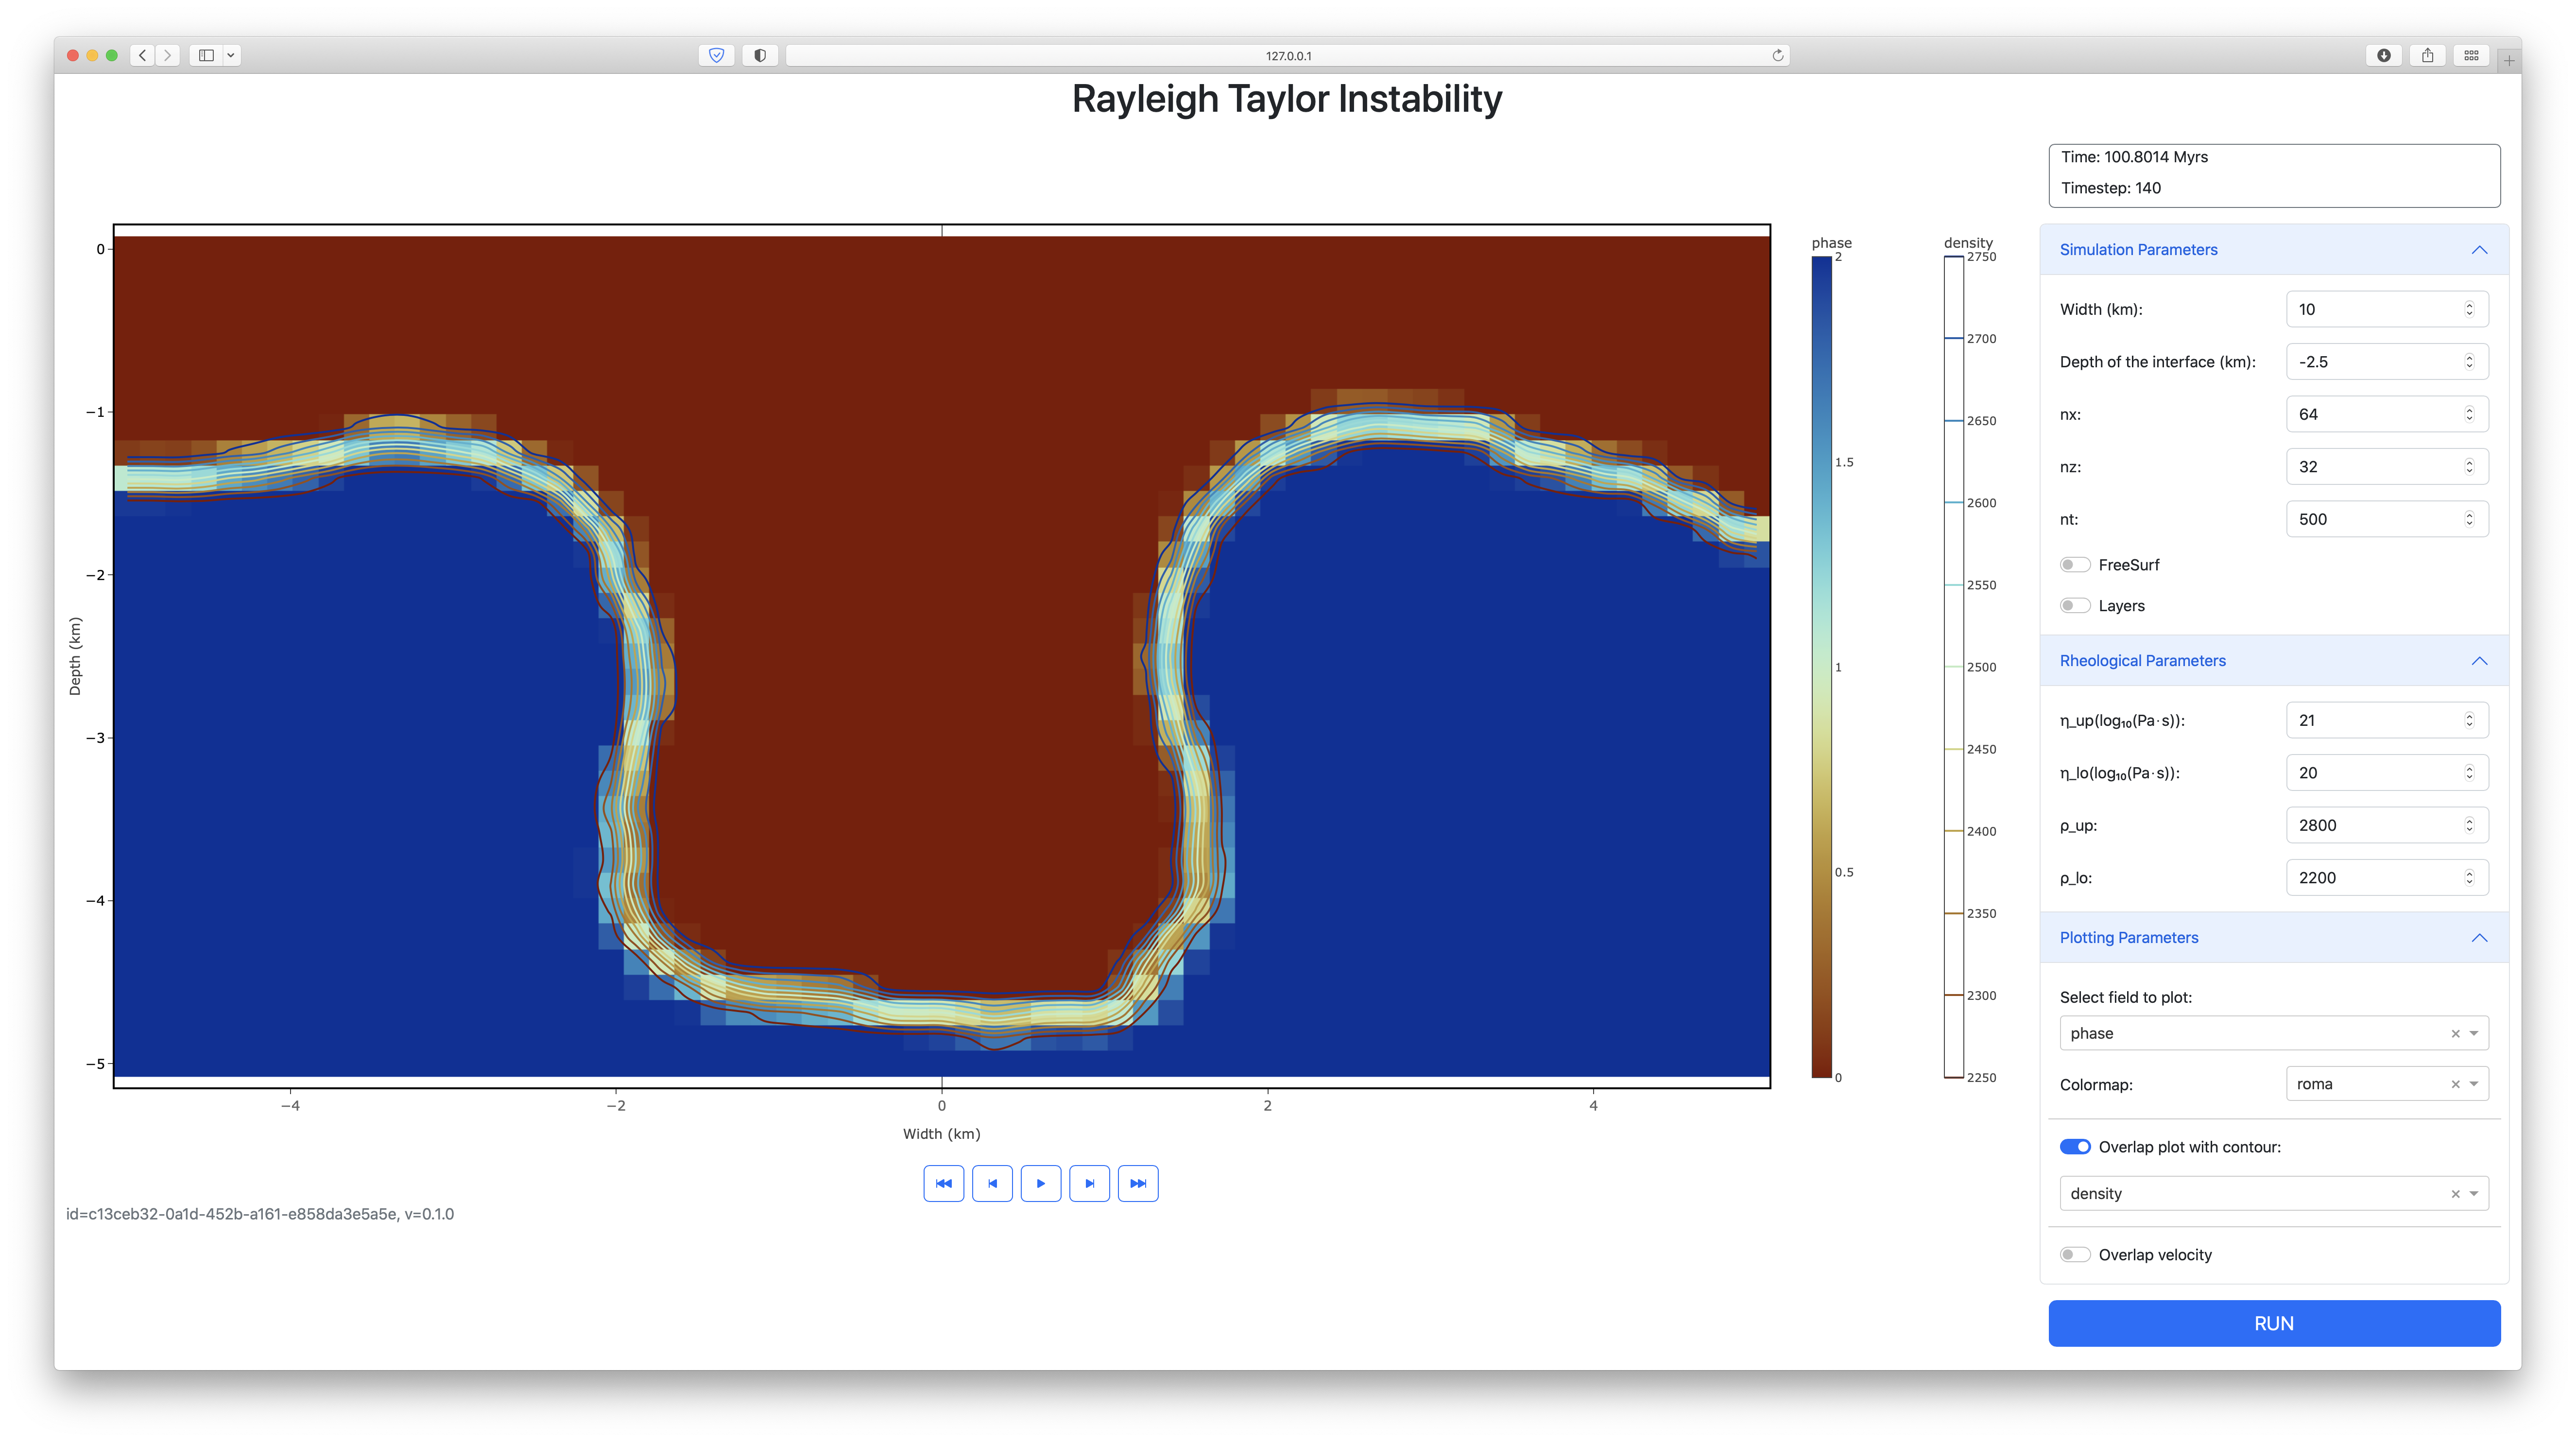 127.0.0.1
Rayleigh Taylor Instability
Time: 100.8014 Myrs
Timestep: 140
0
−1
−2
−3
−4
−5
Depth (km)
−4
−2
0
2
4
Width (km)
phase
2
1.5
1
0.5
0
density
2750
2700
2650
2600
2550
2500
2450
2400
2350
2300
2250
id=c13ceb32-0a1d-452b-a161-e858da3e5a5e, v=0.1.0
Simulation Parameters
Width (km): 10
Depth of the interface (km): -2.5
nx: 64
nz: 32
nt: 500
FreeSurf
Layers
Rheological Parameters
η_up(log₁₀(Pa⋅s)): 21
η_lo(log₁₀(Pa⋅s)): 20
ρ_up: 2800
ρ_lo: 2200
Plotting Parameters
Select field to plot:
phase
Colormap: roma
Overlap plot with contour:
density
Overlap velocity
RUN